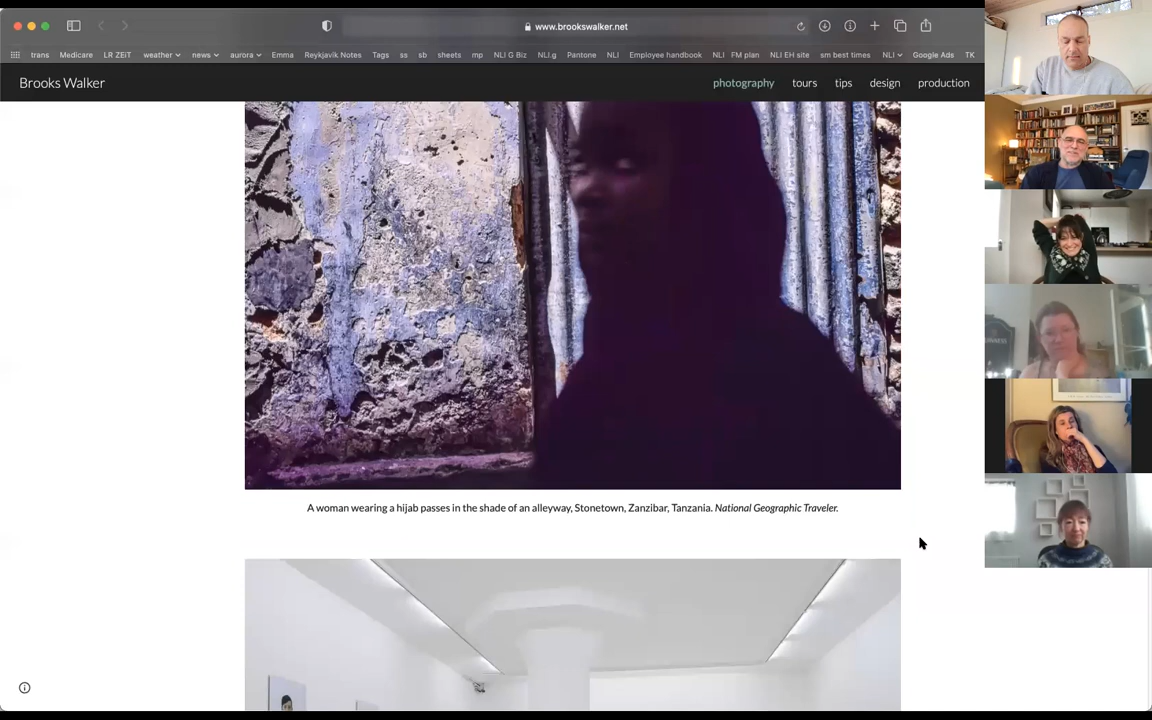 www.brookswalker.net
trans Medicare LR ZEiT weather news aurora Emma Reykjavik Notes Tags ss sb sheets mp NLI G Biz NLI.g Pantone NLI Employee handbook NLI FM plan NLI EH site sm best times NLI Google Ads TK
Brooks Walker photography tours tips design production
A woman wearing a hijab passes in the shade of an alleyway, Stonetown, Zanzibar, Tanzania. National Geographic Traveler.